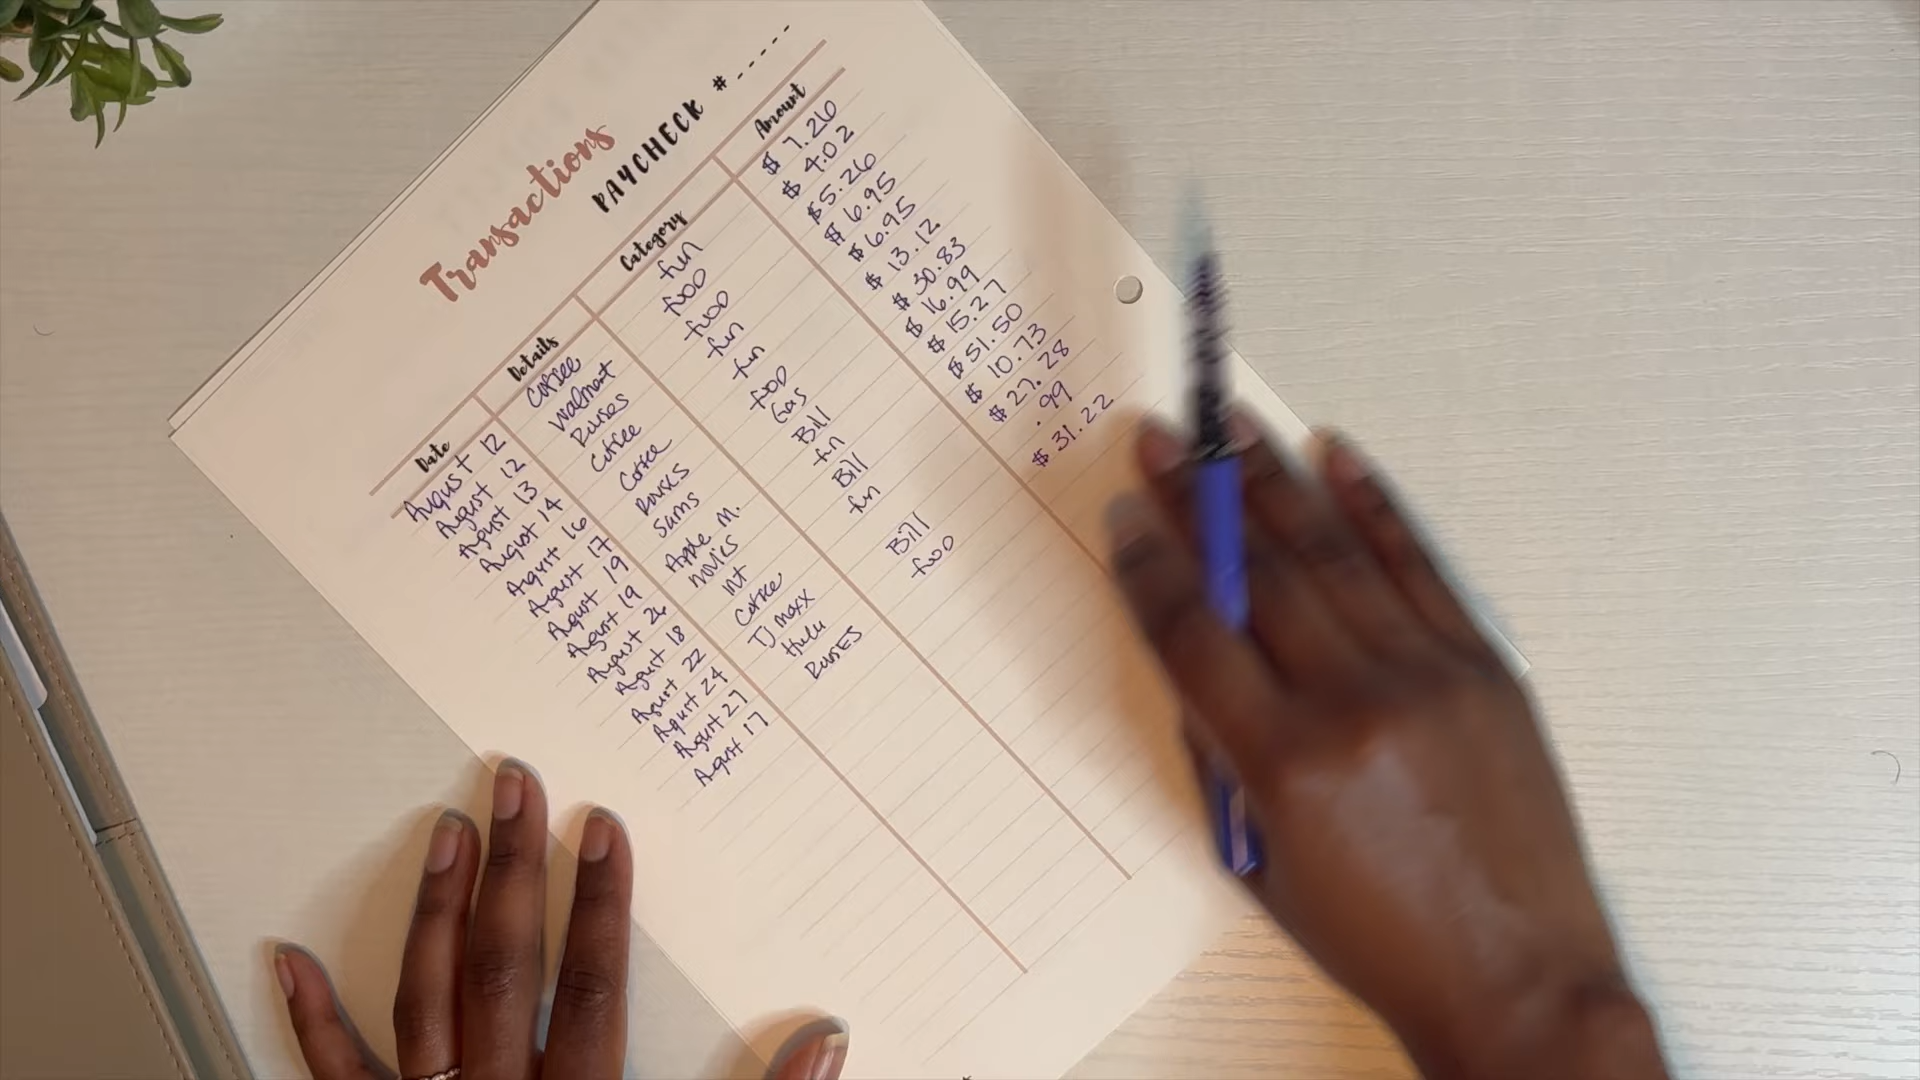 Transactions
PAYCHECK #-----
Date Details Category Amount
August 12 Coffee fun $ 7.26
August 12 Walmart food $ 4.02
August 13 Rouses food $5.26
August 14 Coffee fun $ 6.95
August 16 Coffee fun $ 6.95
August 17 Rouses food $ 13.12
August 19 Sams Gas $ 30.83
August 19 Apple M. Bill $ 16.99
August 26 movies fun $ 15.27
August 18 INT Bill $ 51.50
August 22 Coffee fun $ 10.73
August 24 TJ maxx $ 27.28
August 27 Hulu Bill .99
August 17 RousES food $ 31.22